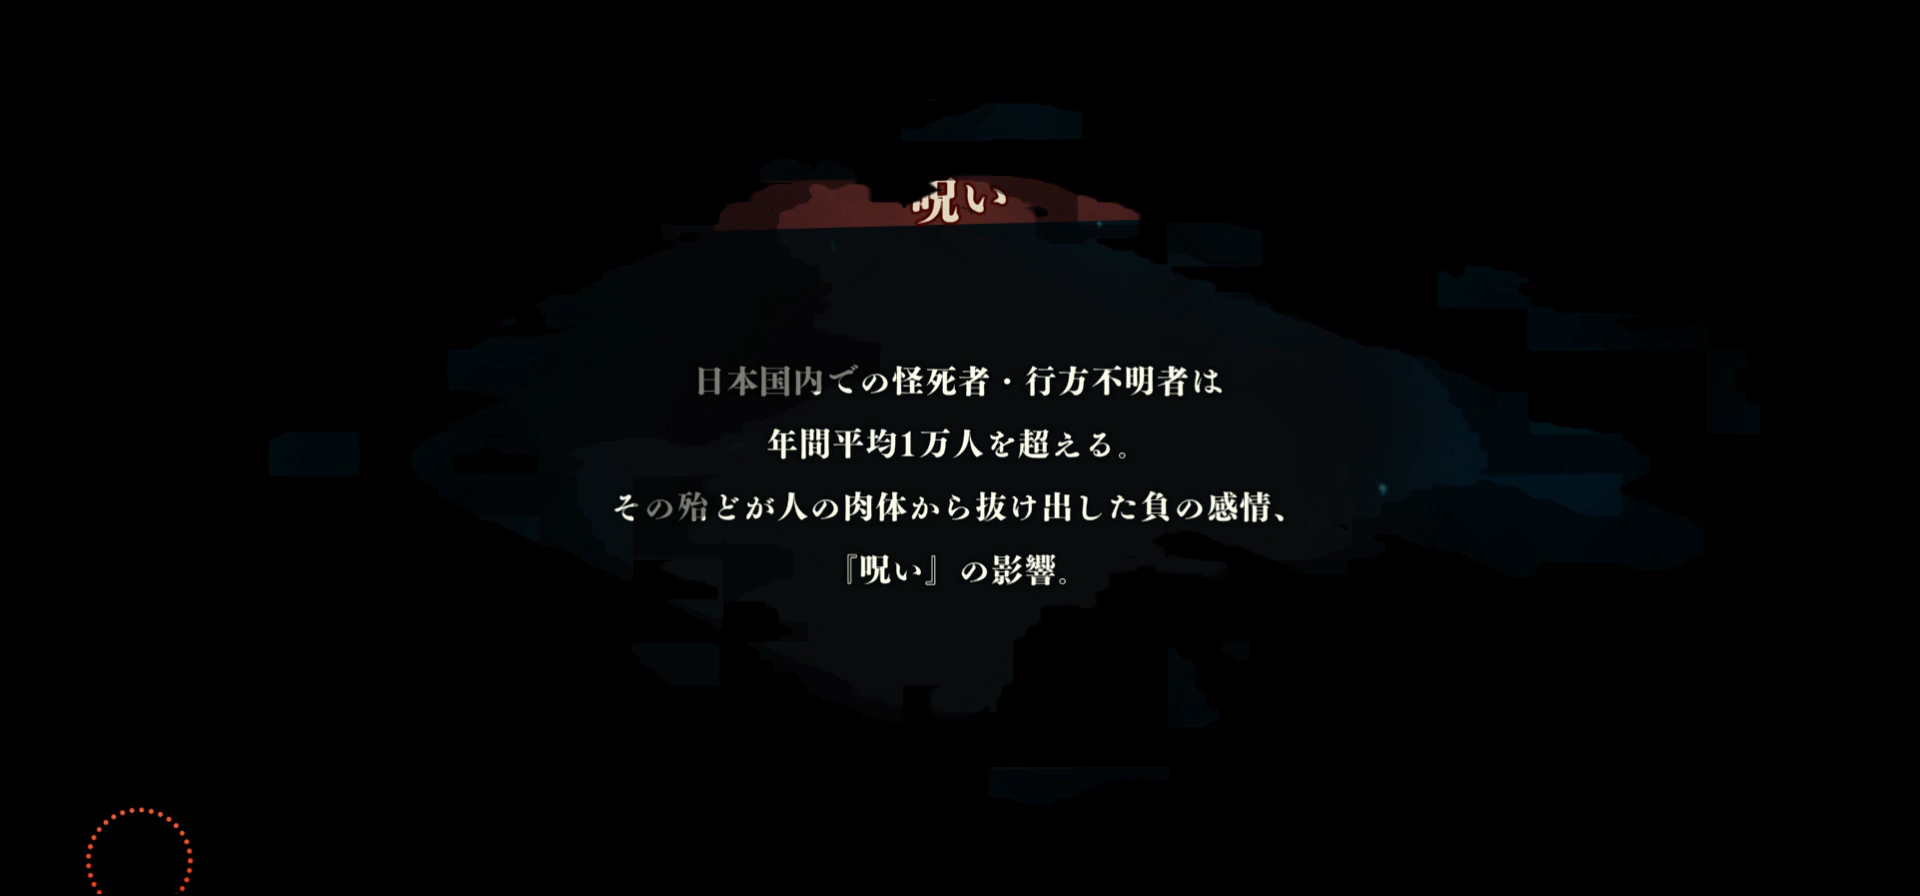 呪い
日本国内での怪死者・行方不明者は
年間平均1万人を超える。
その殆どが人の肉体から抜け出した負の感情、
『呪い』の影響。